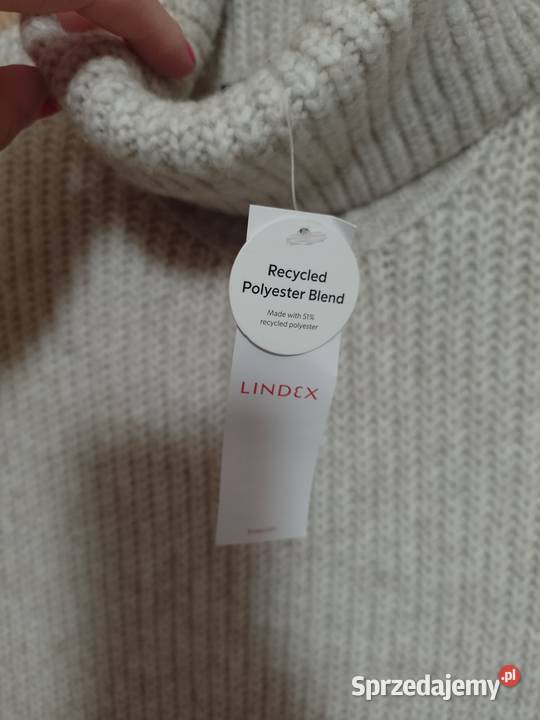 Recycled
Polyester Blend
Made with 51%
recycled polyester
LINDEX
Sprzedajemy.pl